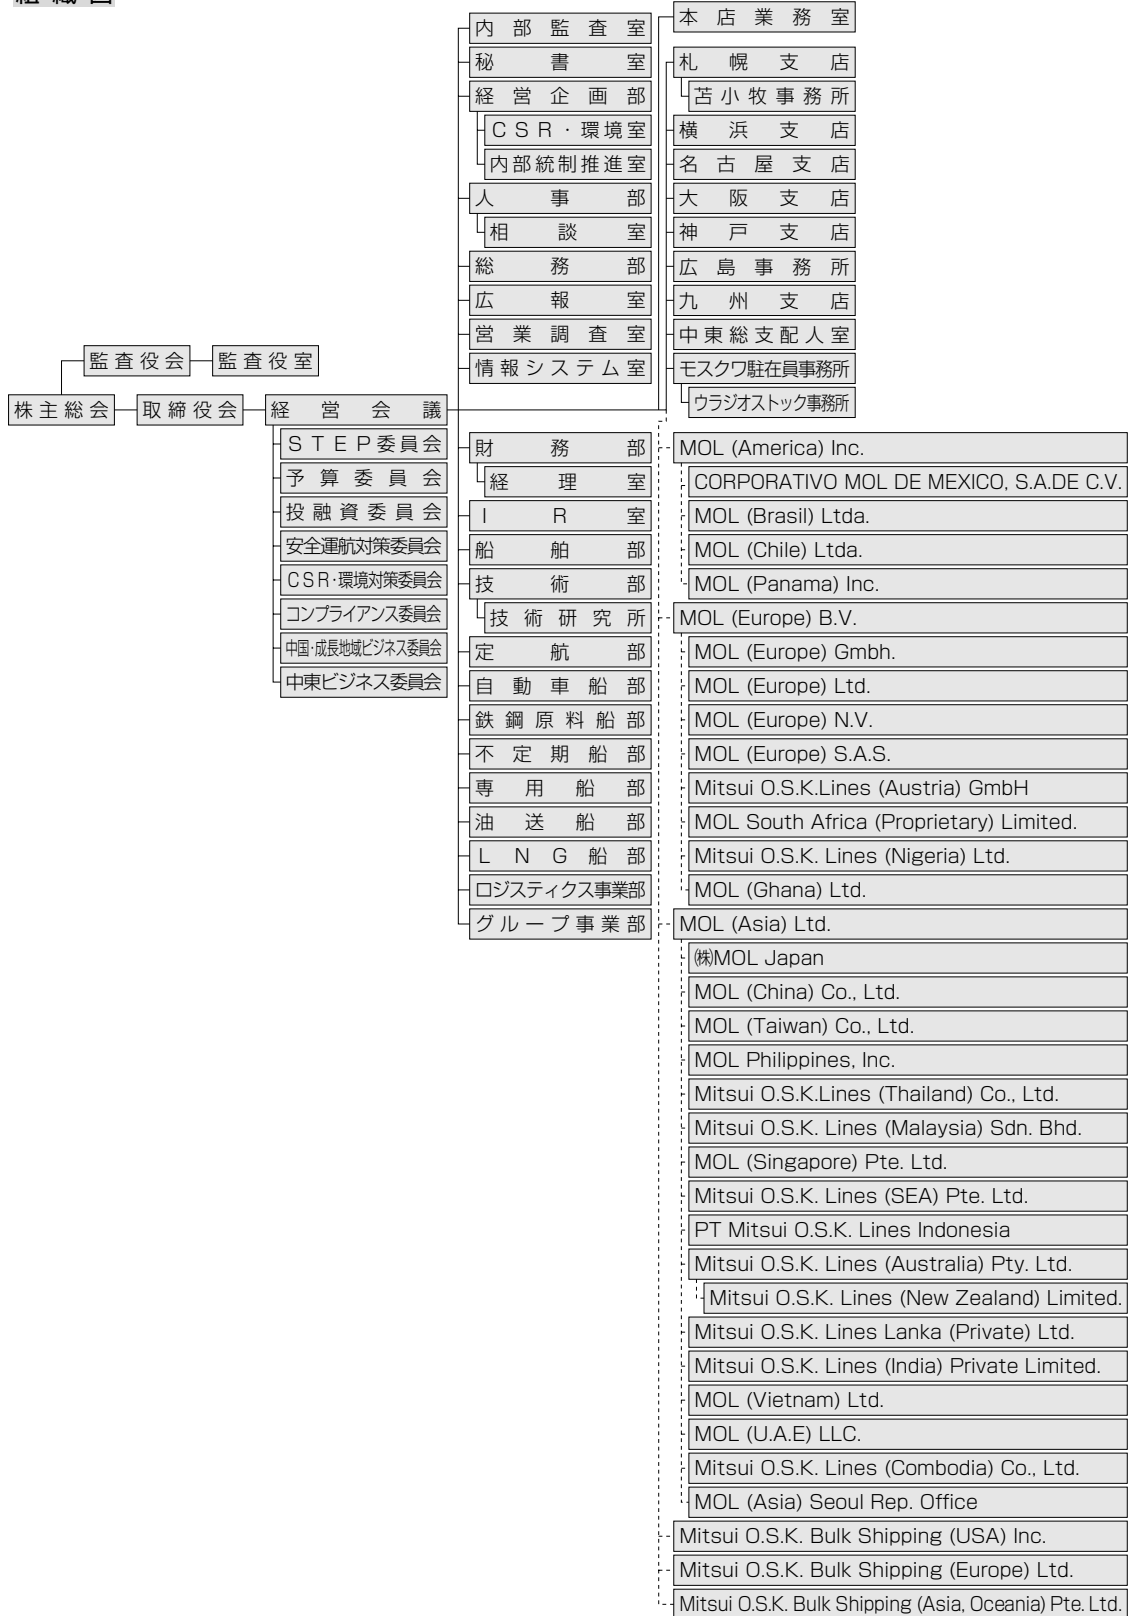 組織図
株主総会
監査役会
監査役室
取締役会
経営会議
STEP委員会
予算委員会
投融資委員会
安全運航対策委員会
CSR・環境対策委員会
コンプライアンス委員会
中国・成長地域ビジネス委員会
中東ビジネス委員会
内部監査室
秘書室
経営企画部
CSR・環境室
内部統制推進室
人事部
相談室
総務部
広報室
営業調査室
情報システム室
財務部
経理室
IR室
船舶部
技術部
技術研究所
定航部
自動車船部
鉄鋼原料船部
不定期船部
専用船部
油送船部
LNG船部
ロジスティクス事業部
グループ事業部
本店業務室
札幌支店
苫小牧事務所
横浜支店
名古屋支店
大阪支店
神戸支店
広島事務所
九州支店
中東総支配人室
モスクワ駐在員事務所
ウラジオストック事務所
MOL (America) Inc.
CORPORATIVO MOL DE MEXICO, S.A.DE C.V.
MOL (Brasil) Ltda.
MOL (Chile) Ltda.
MOL (Panama) Inc.
MOL (Europe) B.V.
MOL (Europe) Gmbh.
MOL (Europe) Ltd.
MOL (Europe) N.V.
MOL (Europe) S.A.S.
Mitsui O.S.K.Lines (Austria) GmbH
MOL South Africa (Proprietary) Limited.
Mitsui O.S.K. Lines (Nigeria) Ltd.
MOL (Ghana) Ltd.
MOL (Asia) Ltd.
㈱MOL Japan
MOL (China) Co., Ltd.
MOL (Taiwan) Co., Ltd.
MOL Philippines, Inc.
Mitsui O.S.K.Lines (Thailand) Co., Ltd.
Mitsui O.S.K. Lines (Malaysia) Sdn. Bhd.
MOL (Singapore) Pte. Ltd.
Mitsui O.S.K. Lines (SEA) Pte. Ltd.
PT Mitsui O.S.K. Lines Indonesia
Mitsui O.S.K. Lines (Australia) Pty. Ltd.
Mitsui O.S.K. Lines (New Zealand) Limited.
Mitsui O.S.K. Lines Lanka (Private) Ltd.
Mitsui O.S.K. Lines (India) Private Limited.
MOL (Vietnam) Ltd.
MOL (U.A.E) LLC.
Mitsui O.S.K. Lines (Combodia) Co., Ltd.
MOL (Asia) Seoul Rep. Office
Mitsui O.S.K. Bulk Shipping (USA) Inc.
Mitsui O.S.K. Bulk Shipping (Europe) Ltd.
Mitsui O.S.K. Bulk Shipping (Asia, Oceania) Pte. Ltd.